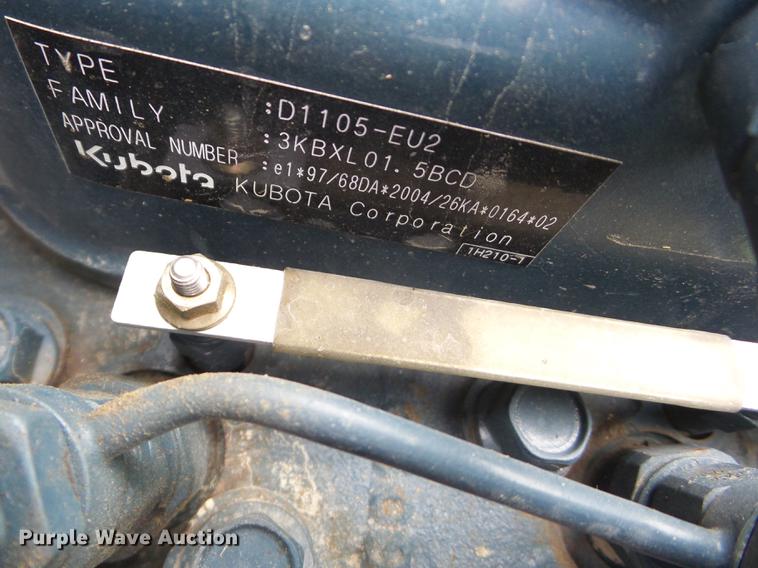 TYPE :D1105-EU2
FAMILY :3KBXL01.5BCD
APPROVAL NUMBER :e1*97/68DA*2004/26KA*0164*02
Kubota KUBOTA Corporation
1H210-1
Purple Wave Auction